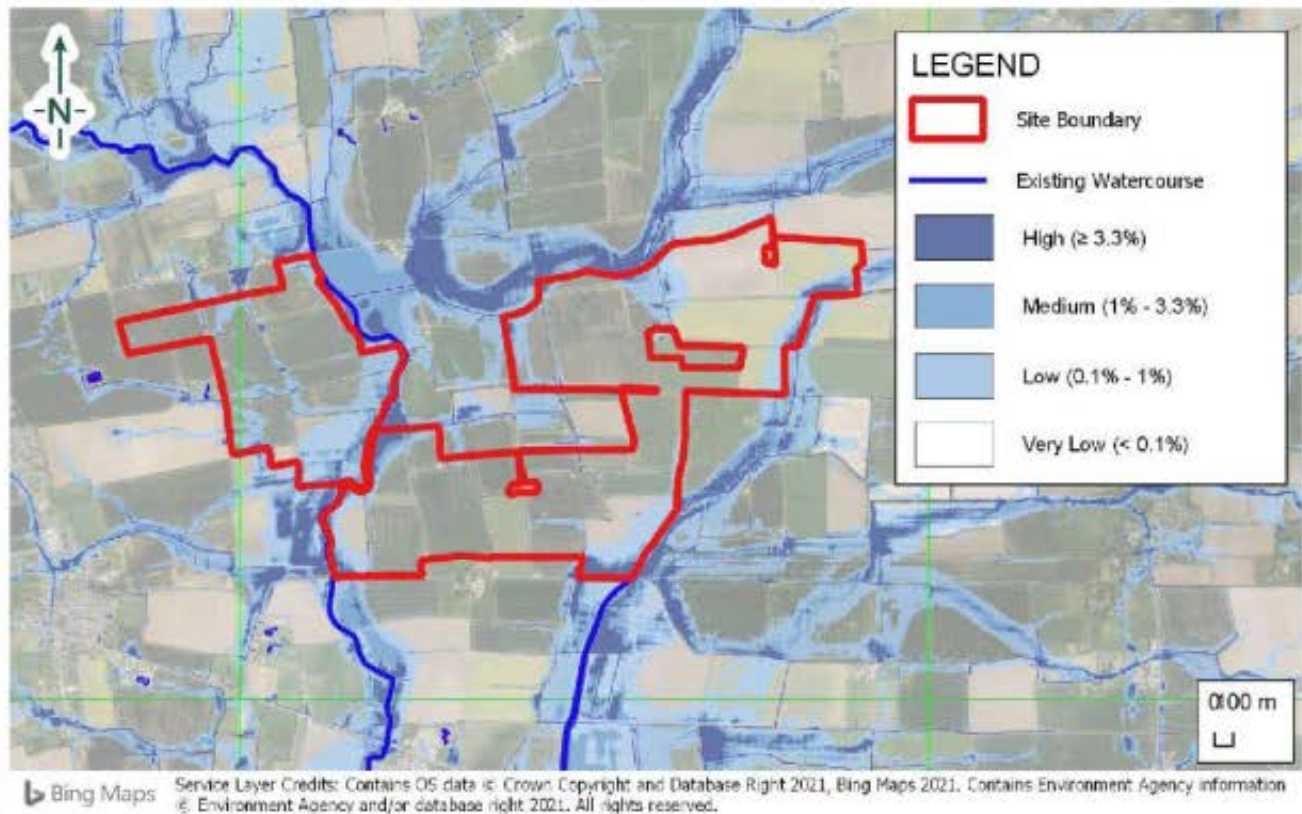 N
LEGEND
Site Boundary
Existing Watercourse
High (≥ 3.3%)
Medium (1% - 3.3%)
Low (0.1% - 1%)
Very Low (< 0.1%)
Bing Maps
Service Layer Credits: Contains OS data © Crown Copyright and Database Right 2021, Bing Maps 2021. Contains Environment Agency information
© Environment Agency and/or database right 2021. All rights reserved.